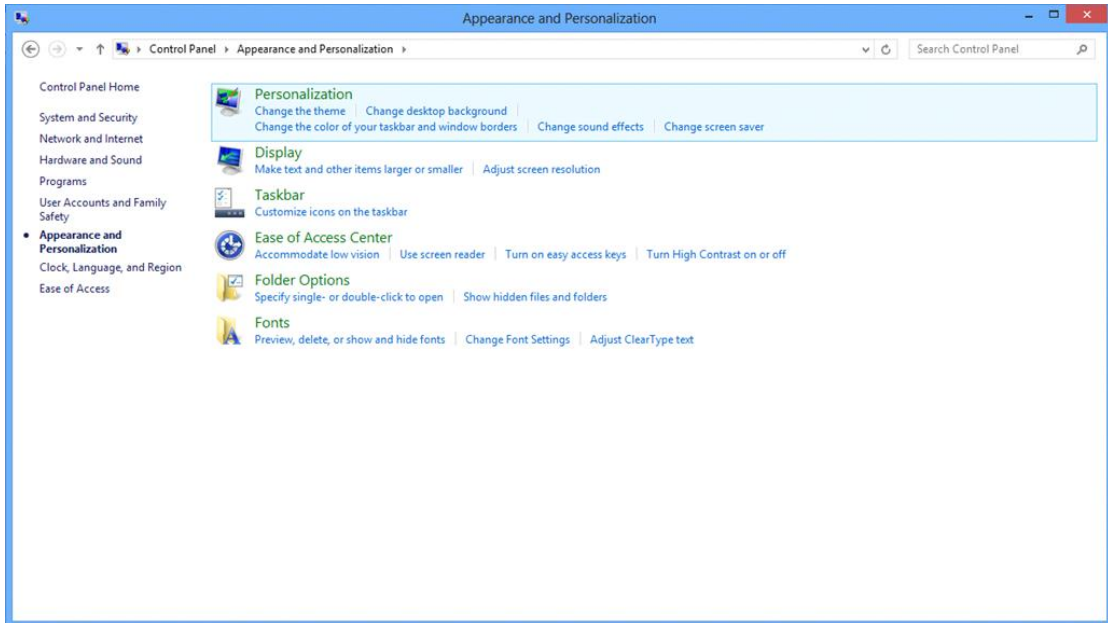 Appearance and Personalization
Control Panel Appearance and Personalization
Search Control Panel
Control Panel Home
System and Security
Network and Internet
Hardware and Sound
Programs
User Accounts and Family
Safety
Appearance and
Personalization
Clock, Language, and Region
Ease of Access
Personalization
Change the theme Change desktop background
Change the color of your taskbar and window borders Change sound effects Change screen saver
Display
Make text and other items larger or smaller Adjust screen resolution
Taskbar
Customize icons on the taskbar
Ease of Access Center
Accommodate low vision Use screen reader Turn on easy access keys Turn High Contrast on or off
Folder Options
Specify single- or double-click to open Show hidden files and folders
Fonts
Preview, delete, or show and hide fonts Change Font Settings Adjust ClearType text